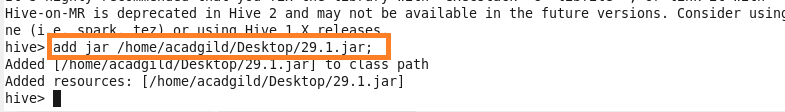 Hive-on-MR is deprecated in Hive 2 and may not be available in the future versions. Consider using
ne (i.e. spark, tez) or using Hive 1.X releases
hive> add jar /home/acadgild/Desktop/29.1.jar;
Added [/home/acadgild/Desktop/29.1.jar] to class path
Added resources: [/home/acadgild/Desktop/29.1.jar]
hive>